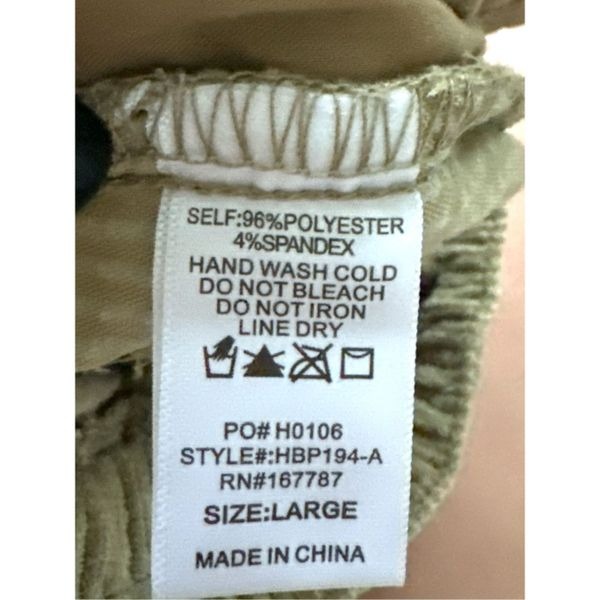 SELF:96%POLYESTER
4%SPANDEX
HAND WASH COLD
DO NOT BLEACH
DO NOT IRON
LINE DRY
PO# H0106
STYLE#:HBP194-A
RN#167787
SIZE:LARGE
MADE IN CHINA